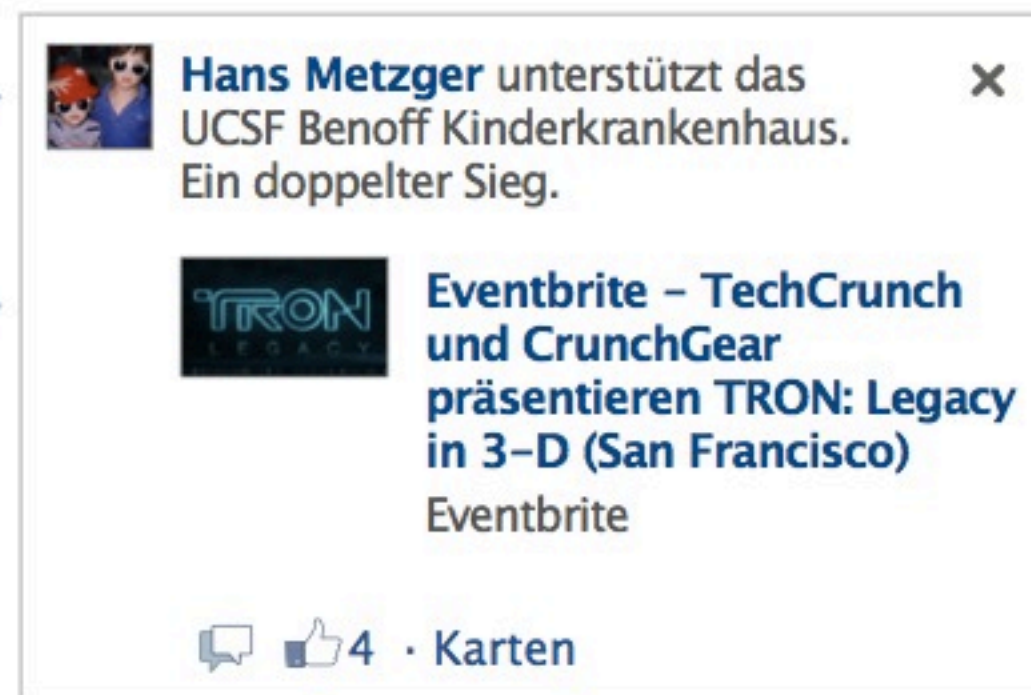 Hans Metzger unterstützt das
UCSF Benoff Kinderkrankenhaus.
Ein doppelter Sieg.
TRON
LEGACY
Eventbrite – TechCrunch
und CrunchGear
präsentieren TRON: Legacy
in 3–D (San Francisco)
Eventbrite
4 · Karten